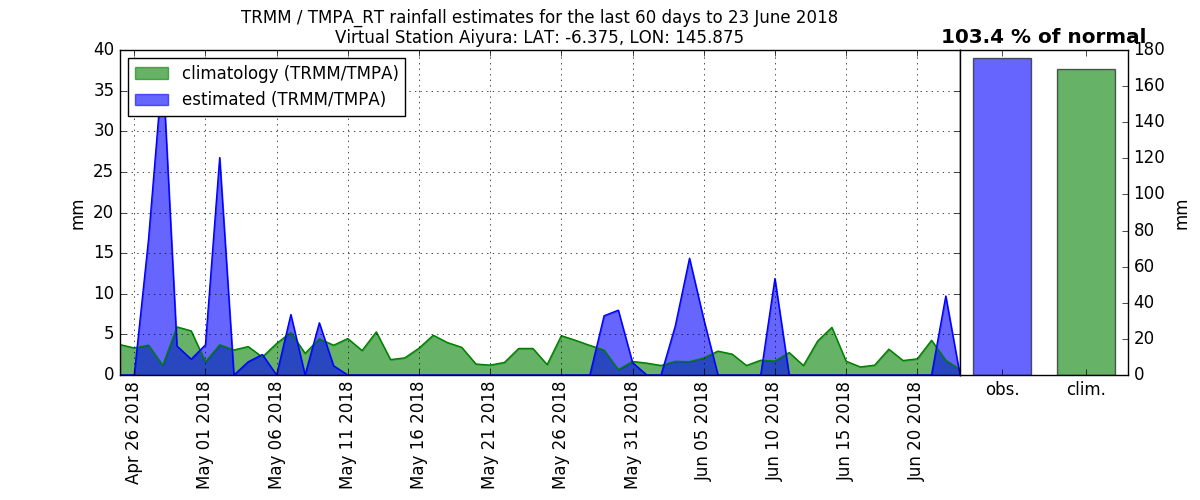 TRMM / TMPA_RT rainfall estimates for the last 60 days to 23 June 2018
Virtual Station Aiyura: LAT: -6.375, LON: 145.875
103.4 % of normal
climatology (TRMM/TMPA)
estimated (TRMM/TMPA)
mm
40
35
30
25
20
15
10
5
0
Apr 26 2018
May 01 2018
May 06 2018
May 11 2018
May 16 2018
May 21 2018
May 26 2018
May 31 2018
Jun 05 2018
Jun 10 2018
Jun 15 2018
Jun 20 2018
obs.
clim.
180
160
140
120
100
80
60
40
20
0
mm